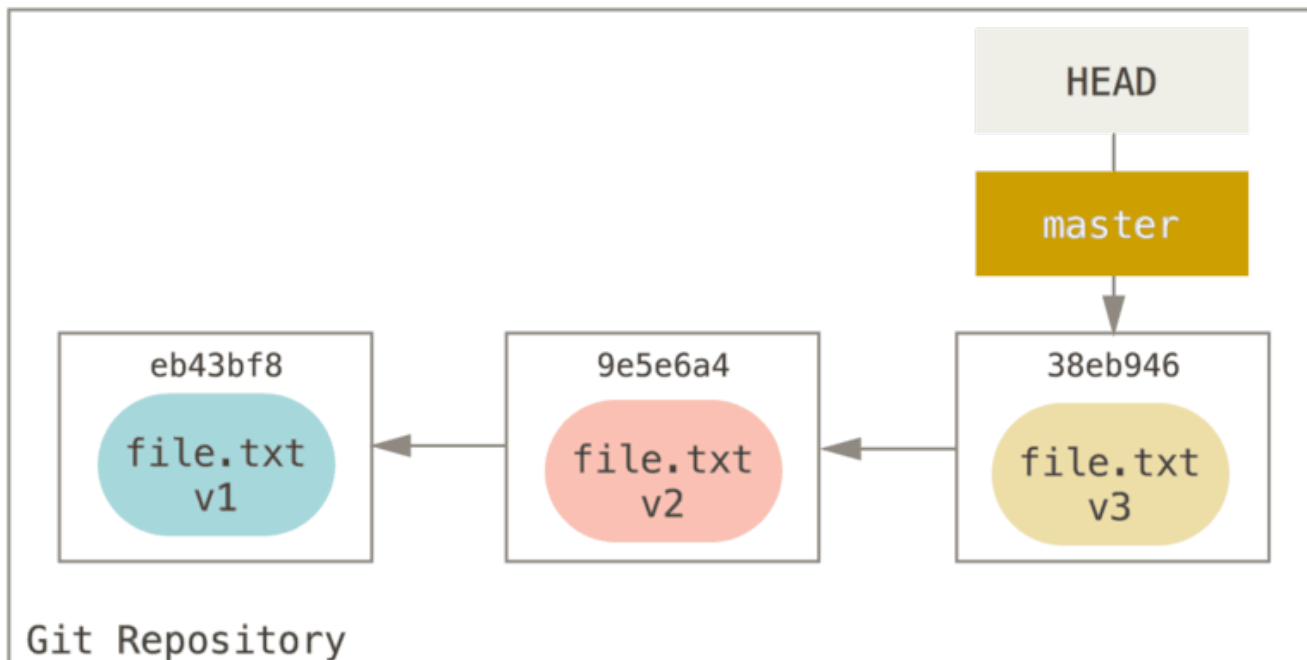 HEAD
master
eb43bf8
file.txt
v1
9e5e6a4
file.txt
v2
38eb946
file.txt
v3
Git Repository